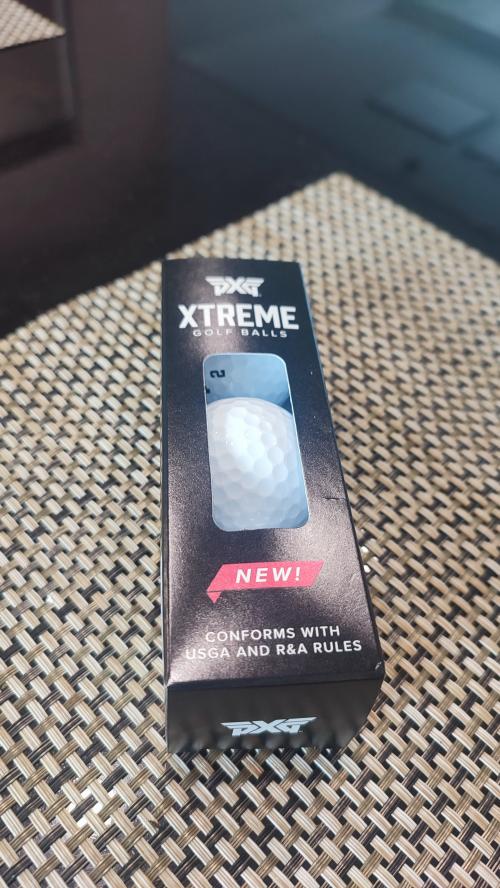 PXG
XTREME
GOLF BALLS
2
NEW!
CONFORMS WITH
USGA AND R&A RULES
PXG